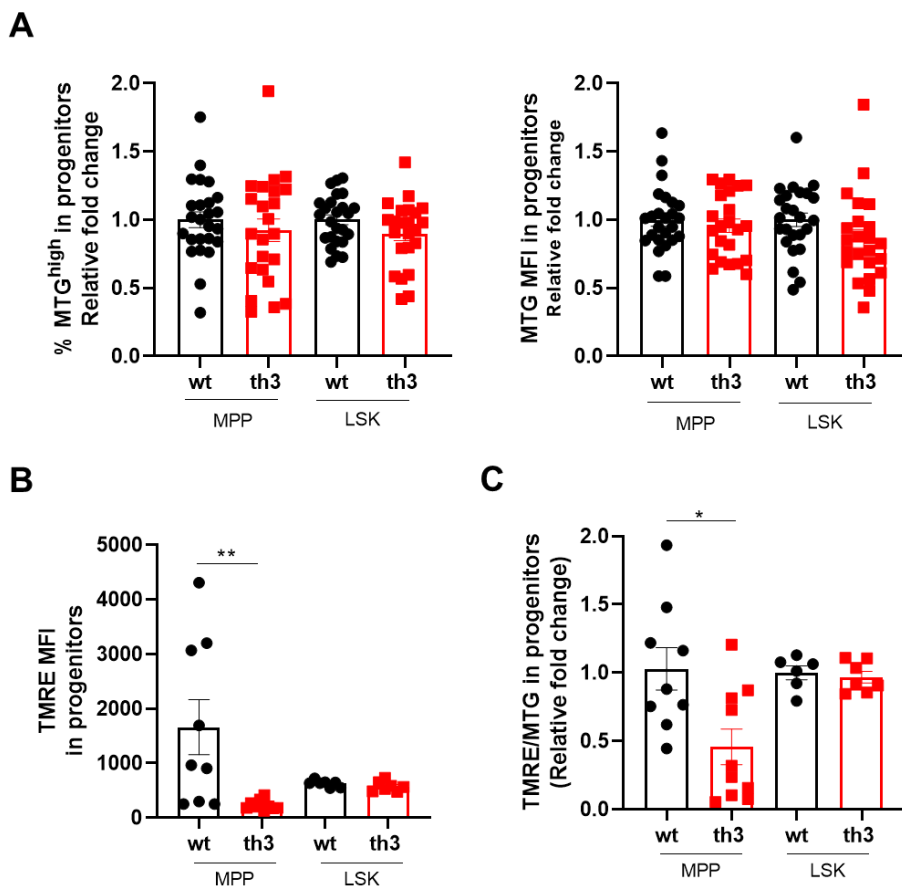 A
% MTG^high in progenitors
Relative fold change
2.0
1.5
1.0
0.5
0.0
wt th3 wt th3
MPP LSK
MTG MFI in progenitors
Relative fold change
2.0
1.5
1.0
0.5
0.0
wt th3 wt th3
MPP LSK
B
TMRE MFI
in progenitors
5000
4000
3000
2000
1000
0
**
wt th3 wt th3
MPP LSK
C
TMRE/MTG in progenitors
(Relative fold change)
2.0
1.5
1.0
0.5
0.0
*
wt th3 wt th3
MPP LSK